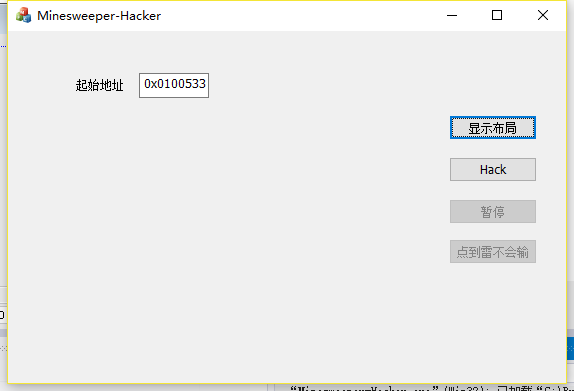 Minesweeper-Hacker
起始地址 0x0100533
显示布局
Hack
暂停
点到雷不会输